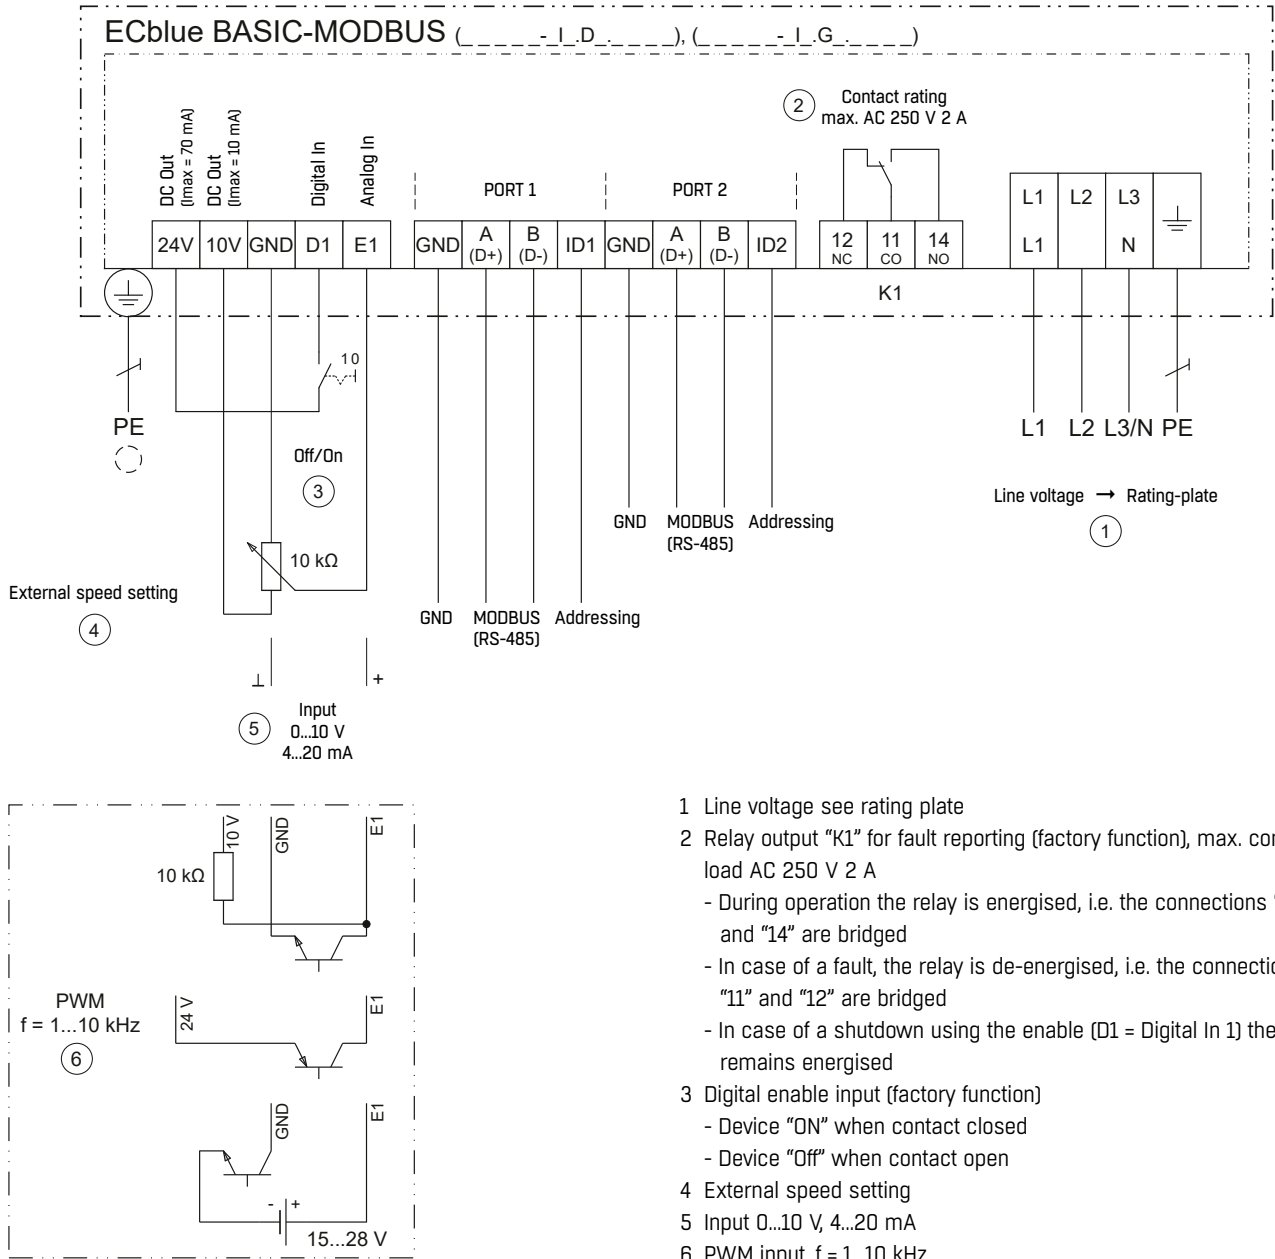 ECblue BASIC-MODBUS (_ _ _ _ _-_I_.D_._ _ _ _), (_ _ _ _ _-_I_.G_._ _ _ _)
2
Contact rating
max. AC 250 V 2 A
DC Out
(Imax = 70 mA)
DC Out
(Imax = 10 mA)
Digital In
Analog In
PORT 1
PORT 2
24V
10V
GND
D1
E1
GND
A
(D+)
B
(D-)
ID1
GND
A
(D+)
B
(D-)
ID2
12
NC
11
CO
14
NO
K1
L1
L2
L3
L1
N
10
PE
Off/On
3
10 kΩ
External speed setting
4
GND
MODBUS
(RS-485)
Addressing
GND
MODBUS
(RS-485)
Addressing
L1 L2 L3/N PE
Line voltage ➞ Rating-plate
1
⊥
+
5
Input
0...10 V
4...20 mA
10 V
GND
E1
10 kΩ
PWM
f = 1...10 kHz
6
24 V
E1
GND
E1
- +
15...28 V
1 Line voltage see rating plate
2 Relay output “K1” for fault reporting (factory function), max.
load AC 250 V 2 A
- During operation the relay is energised, i.e. the connections
and “14” are bridged
- In case of a fault, the relay is de-energised, i.e. the
“11” and “12” are bridged
- In case of a shutdown using the enable (D1 = Digital In 1) the
remains energised
3 Digital enable input (factory function)
- Device “ON” when contact closed
- Device “Off” when contact open
4 External speed setting
5 Input 0...10 V, 4...20 mA
6 PWM input, f = 1...10 kHz